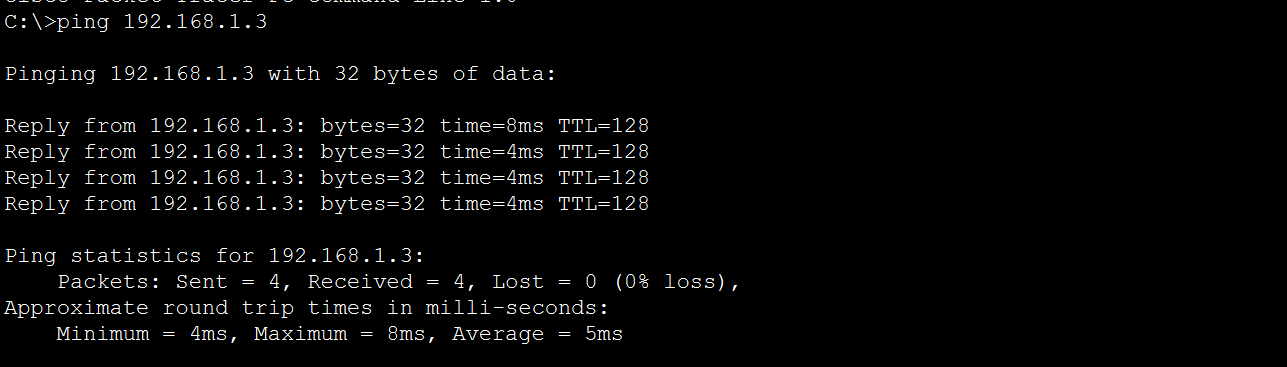 C:\>ping 192.168.1.3
Pinging 192.168.1.3 with 32 bytes of data:
Reply from 192.168.1.3: bytes=32 time=8ms TTL=128
Reply from 192.168.1.3: bytes=32 time=4ms TTL=128
Reply from 192.168.1.3: bytes=32 time=4ms TTL=128
Reply from 192.168.1.3: bytes=32 time=4ms TTL=128
Ping statistics for 192.168.1.3:
Packets: Sent = 4, Received = 4, Lost = 0 (0% loss),
Approximate round trip times in milli-seconds:
Minimum = 4ms, Maximum = 8ms, Average = 5ms